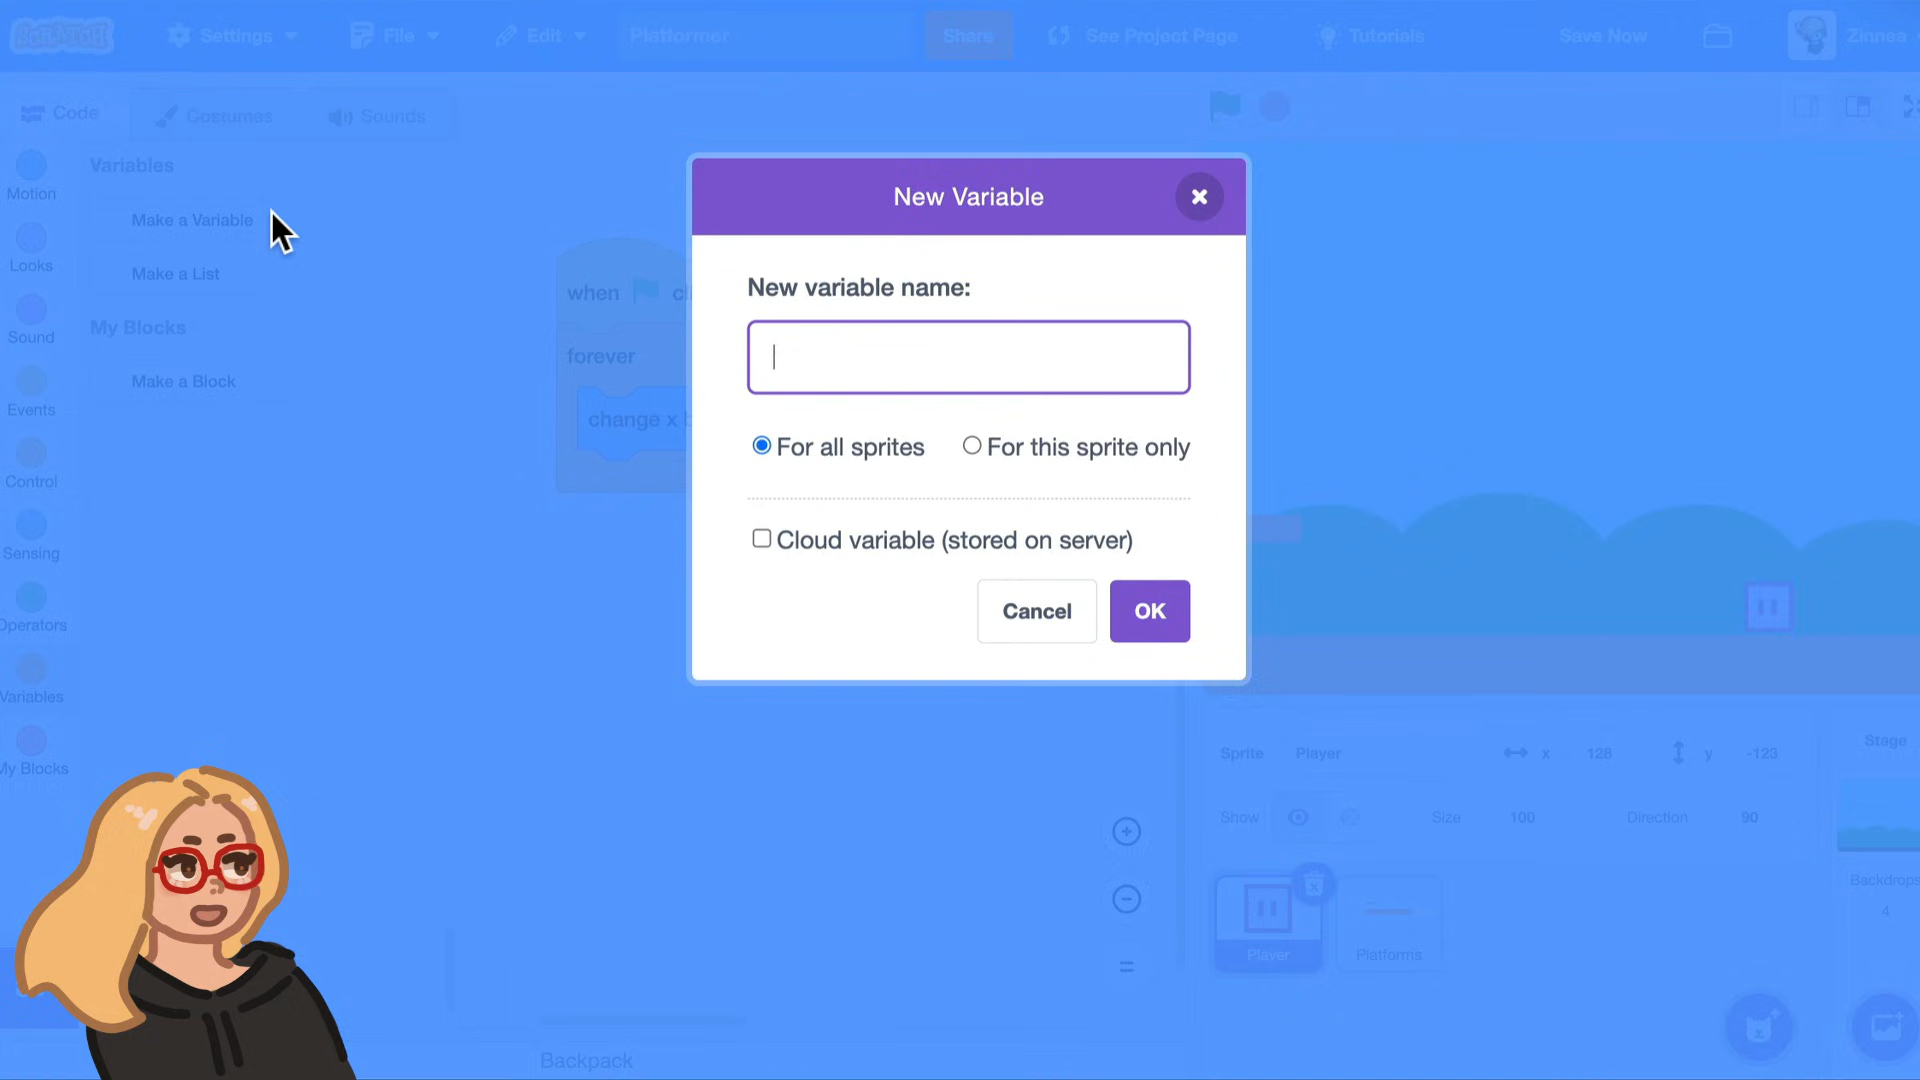 SCRATCH Settings File Edit Platformer Share See Project Page Tutorials Save Now Zinnea
Code Costumes Sounds
Variables
Make a Variable
Make a List
My Blocks
Make a Block
Motion
Looks
Sound
Events
Control
Sensing
Operators
Variables
My Blocks
when
forever
change x b
New Variable
New variable name:
For all sprites For this sprite only
Cloud variable (stored on server)
Cancel OK
Sprite Player x 128 y -123
Show Size 100 Direction 90
Player Platforms
Stage
Backdrops
4
Backpack